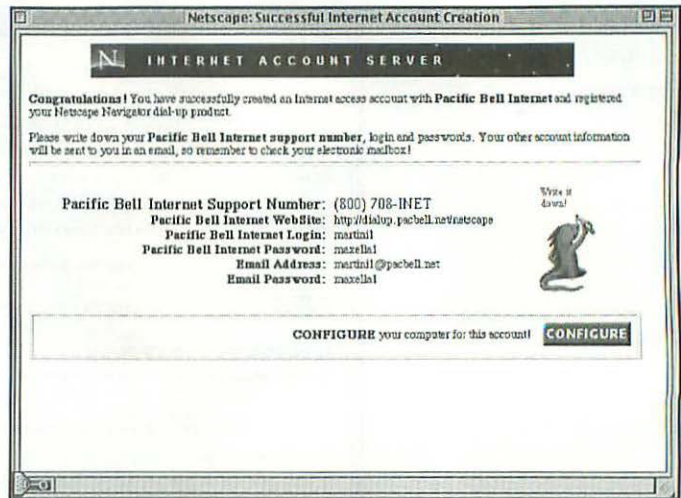 Netscape: Successful Internet Account Creation
N INTERNET ACCOUNT SERVER
Congratulations! You have successfully created an Internet access account with Pacific Bell Internet and registered
your Netscape Navigator dial-up product.
Please write down your Pacific Bell Internet support number, login and passwords. Your other account information
will be sent to you in an email, so remember to check your electronic mailbox!
Write it
down!
Pacific Bell Internet Support Number: (800) 708-INET
Pacific Bell Internet WebSite: http://dialup.pacbell.net/netscape
Pacific Bell Internet Login: martini1
Pacific Bell Internet Password: maxella1
Email Address: martini1@pacbell.net
Email Password: maxella1
CONFIGURE your computer for this account! CONFIGURE